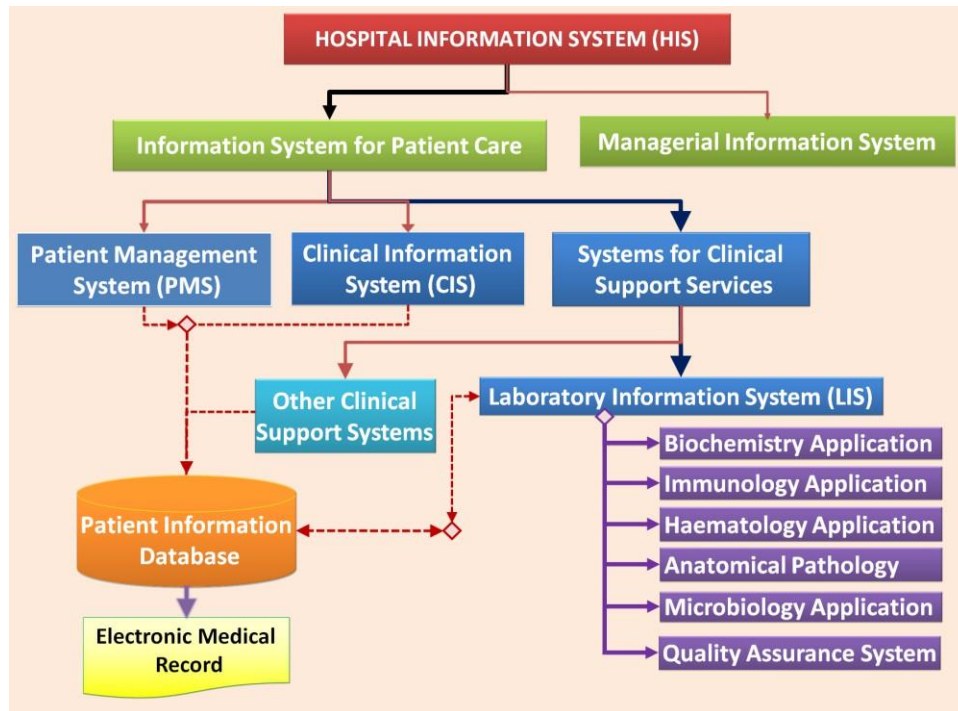 HOSPITAL INFORMATION SYSTEM (HIS)
Information System for Patient Care
Managerial Information System
Patient Management
System (PMS)
Clinical Information
System (CIS)
Systems for Clinical
Support Services
Other Clinical
Support Systems
Laboratory Information System (LIS)
Biochemistry Application
Immunology Application
Haematology Application
Anatomical Pathology
Microbiology Application
Quality Assurance System
Patient Information
Database
Electronic Medical
Record